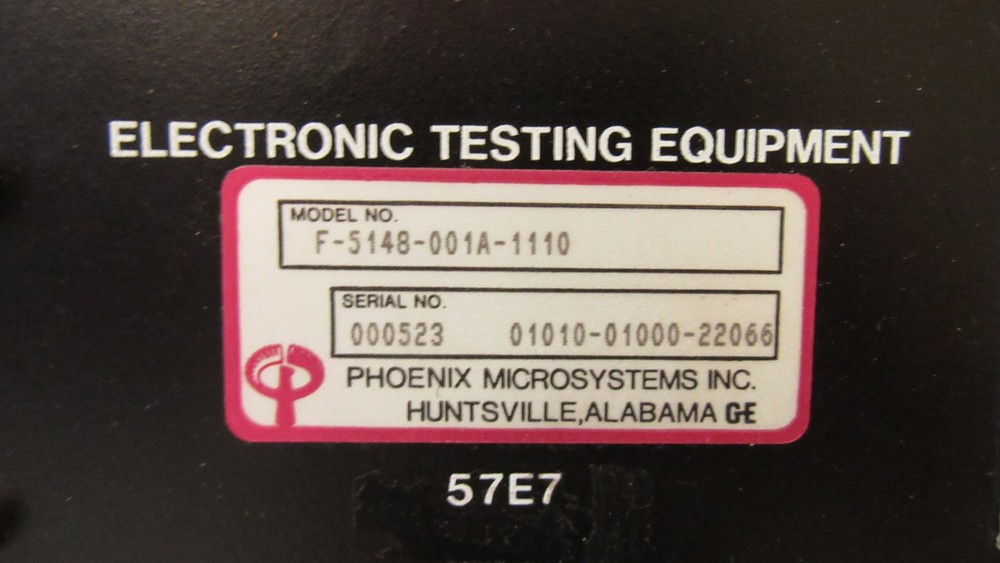 ELECTRONIC TESTING EQUIPMENT
MODEL NO.
F-5148-001A-1110
SERIAL NO.
000523 01010-01000-22066
PHOENIX MICROSYSTEMS INC.
HUNTSVILLE,ALABAMA GE
57E7